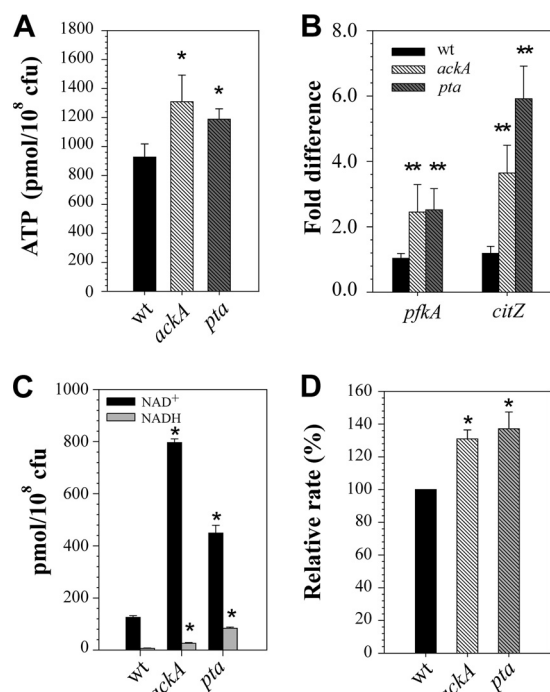 A
ATP (pmol/10⁸ cfu)
1800
1600
1400
1200
1000
800
600
400
200
0
*
*
wt
ackA
pta
B
Fold difference
8.0
6.0
4.0
2.0
0.0
wt
ackA
pta
**
**
**
**
pfkA
citZ
C
pmol/10⁸ cfu
1000
800
600
400
200
0
NAD⁺
NADH
*
*
*
*
wt
ackA
pta
D
Relative rate (%)
160
140
120
100
80
60
40
20
0
*
*
wt
ackA
pta